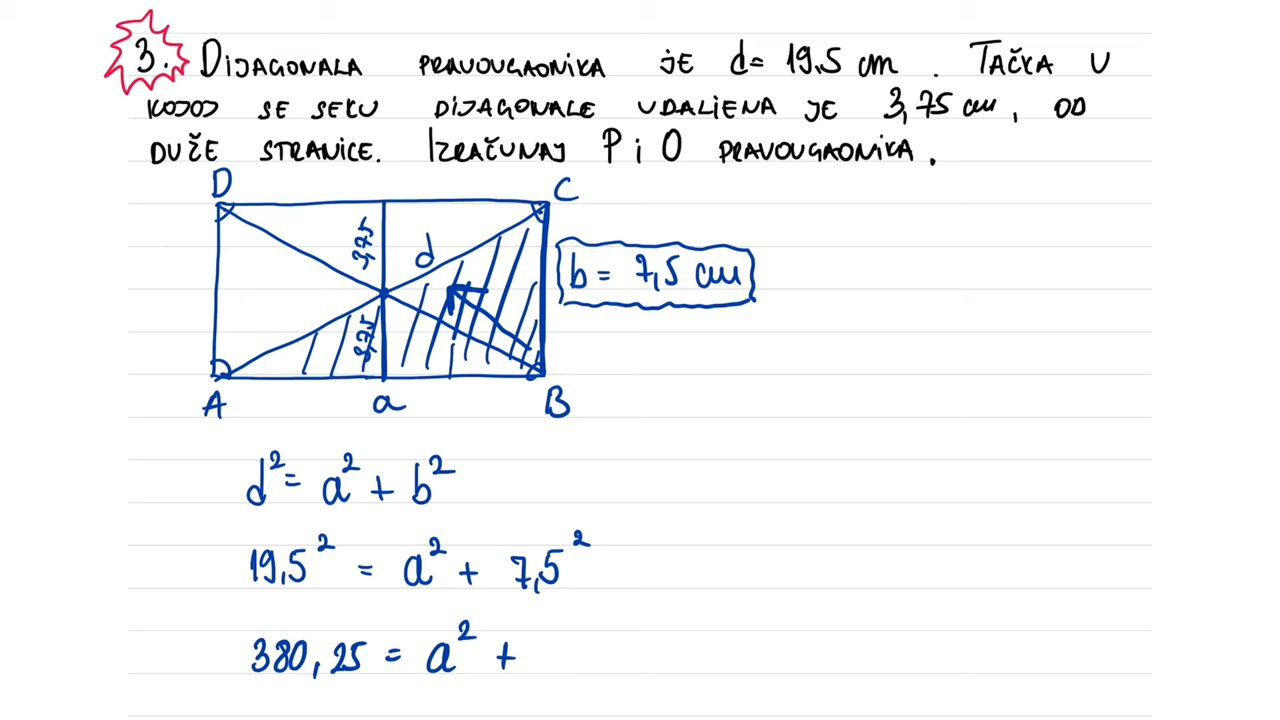 3. DIJAGONALA PRAVOUGAONIKA JE d= 19,5 cm . TAČKA U
KOJOJ SE SEKU DIJAGONALE UDALJENA JE 3,75 cm, OD
DUŽE STRANICE. IZRAČUNAJ P i O PRAVOUGAONIKA.
D C
3,75
d
b = 7,5 cm
3,75
A a B
d² = a² + b²
19,5² = a² + 7,5²
380,25 = a² +